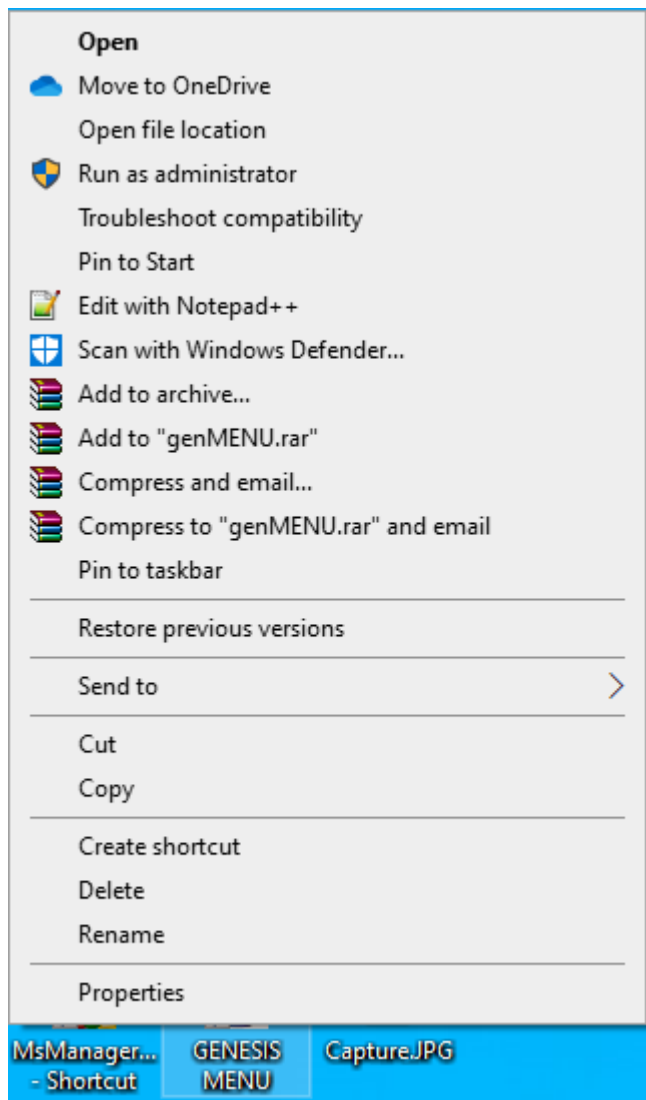 Open
Move to OneDrive
Open file location
Run as administrator
Troubleshoot compatibility
Pin to Start
Edit with Notepad++
Scan with Windows Defender...
Add to archive...
Add to "genMENU.rar"
Compress and email...
Compress to "genMENU.rar" and email
Pin to taskbar
Restore previous versions
Send to
Cut
Copy
Create shortcut
Delete
Rename
Properties
MsManager...
- Shortcut
GENESIS
MENU
Capture.JPG